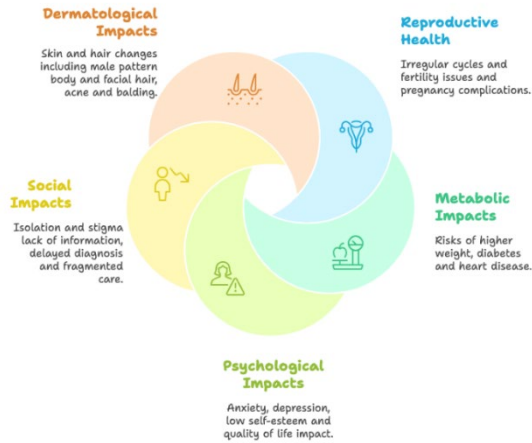 Dermatological
Impacts
Skin and hair changes
including male pattern
body and facial hair,
acne and balding.
Reproductive
Health
Irregular cycles and
fertility issues and
pregnancy complications.
Social
Impacts
Isolation and stigma
lack of information,
delayed diagnosis
and fragmented
care.
Metabolic
Impacts
Risks of higher
weight, diabetes
and heart disease.
Psychological
Impacts
Anxiety, depression,
low self-esteem and
quality of life impact.